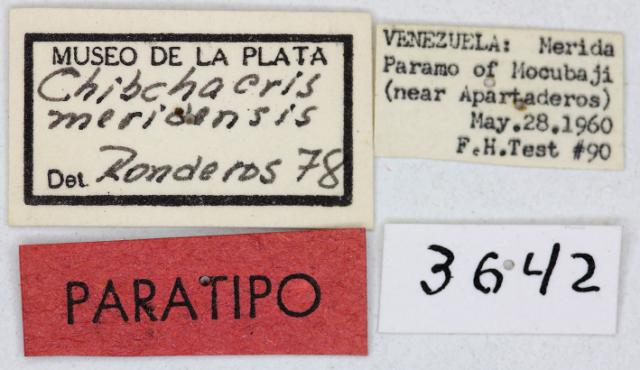 MUSEO DE LA PLATA
Chibchacris
meridensis
Det. Ronderos 78
VENEZUELA: Merida
Paramo of Mocubaji
(near Apartaderos)
May.28.1960
F.H.Test #90
PARATIPO
3642